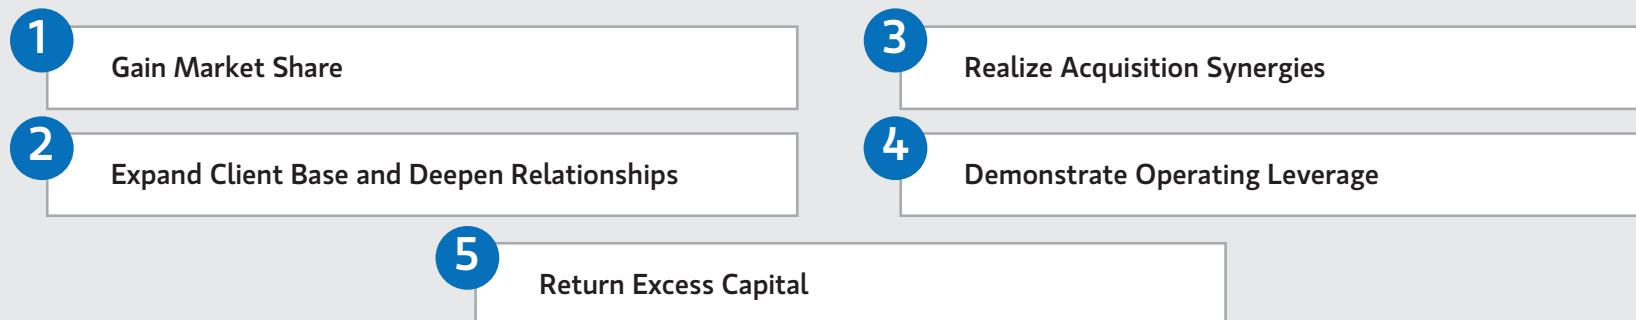 1
Gain Market Share
2
Expand Client Base and Deepen Relationships
3
Realize Acquisition Synergies
4
Demonstrate Operating Leverage
5
Return Excess Capital